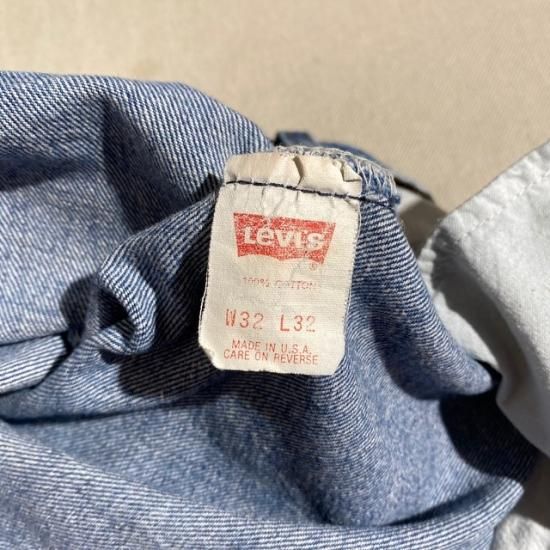 Levi's
®
100% COTTON
W32 L32
MADE IN U.S.A.
CARE ON REVERSE